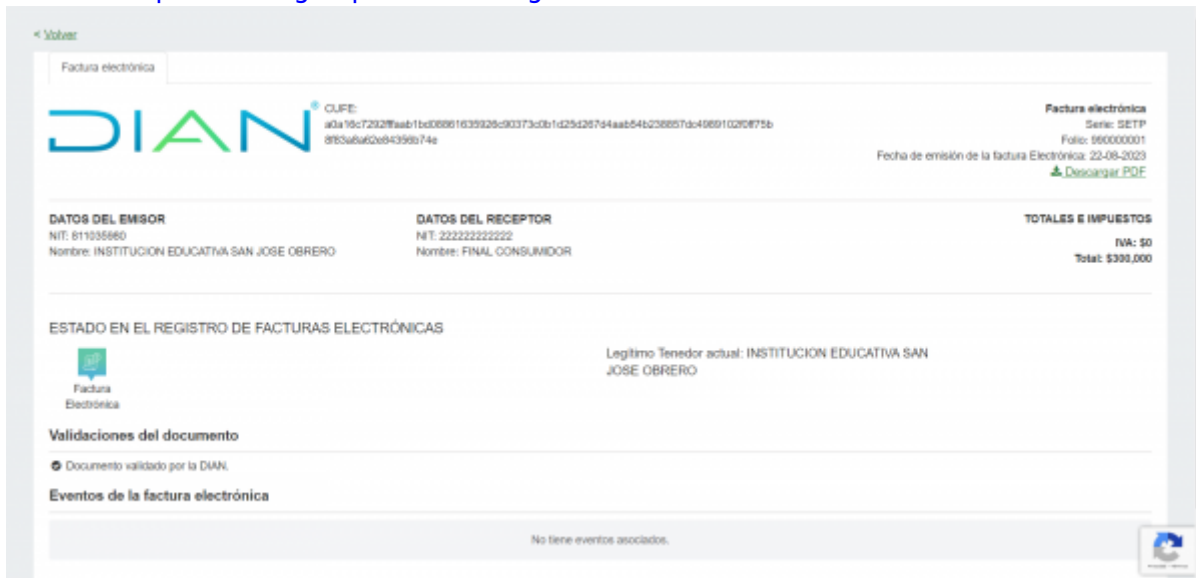 < Volver
Factura electrónica
DIAN
CUFE:
Factura electrónica
Serie: SETP
Folio: 990000001
Fecha de emisión de la factura Electrónica: 22-08-2023
Descargar PDF
DATOS DEL EMISOR
NIT: 811035660
Nombre: INSTITUCION EDUCATIVA SAN JOSE OBRERO
DATOS DEL RECEPTOR
NIT: 222222222222
Nombre: FINAL CONSUMIDOR
TOTALES E IMPUESTOS
IVA: $0
Total: $300,000
ESTADO EN EL REGISTRO DE FACTURAS ELECTRÓNICAS
Factura
Electrónica
Legítimo Tenedor actual: INSTITUCION EDUCATIVA SAN
JOSE OBRERO
Validaciones del documento
Documento validado por la DIAN.
Eventos de la factura electrónica
No tiene eventos asociados.